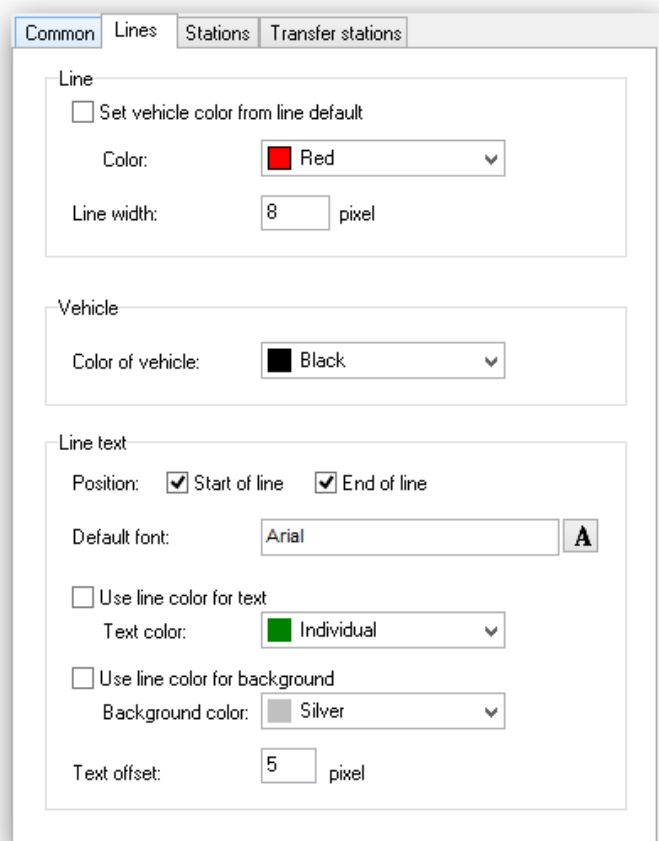 Common Lines Stations Transfer stations
Line
Set vehicle color from line default
Color: Red
Line width: 8 pixel
Vehicle
Color of vehicle: Black
Line text
Position: Start of line End of line
Default font: Arial A
Use line color for text
Text color: Individual
Use line color for background
Background color: Silver
Text offset: 5 pixel